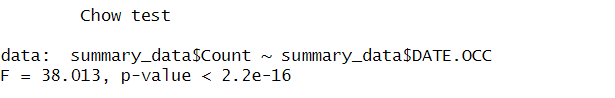 Chow test
data:  summary_data$Count ~ summary_data$DATE.OCC
F = 38.013, p-value < 2.2e-16